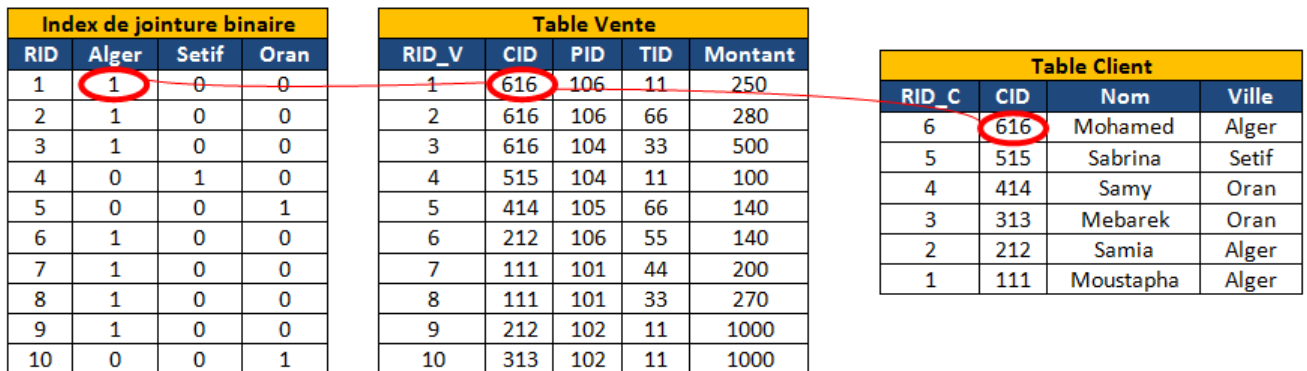 Index de jointure binaire
RID Alger Setif Oran
1 1 0 0
2 1 0 0
3 1 0 0
4 0 1 0
5 0 0 1
6 1 0 0
7 1 0 0
8 1 0 0
9 1 0 0
10 0 0 1
Table Vente
RID_V CID PID TID Montant
1 616 106 11 250
2 616 106 66 280
3 616 104 33 500
4 515 104 11 100
5 414 105 66 140
6 212 106 55 140
7 111 101 44 200
8 111 101 33 270
9 212 102 11 1000
10 313 102 11 1000
Table Client
RID_C CID Nom Ville
6 616 Mohamed Alger
5 515 Sabrina Setif
4 414 Samy Oran
3 313 Mebarek Oran
2 212 Samia Alger
1 111 Moustapha Alger